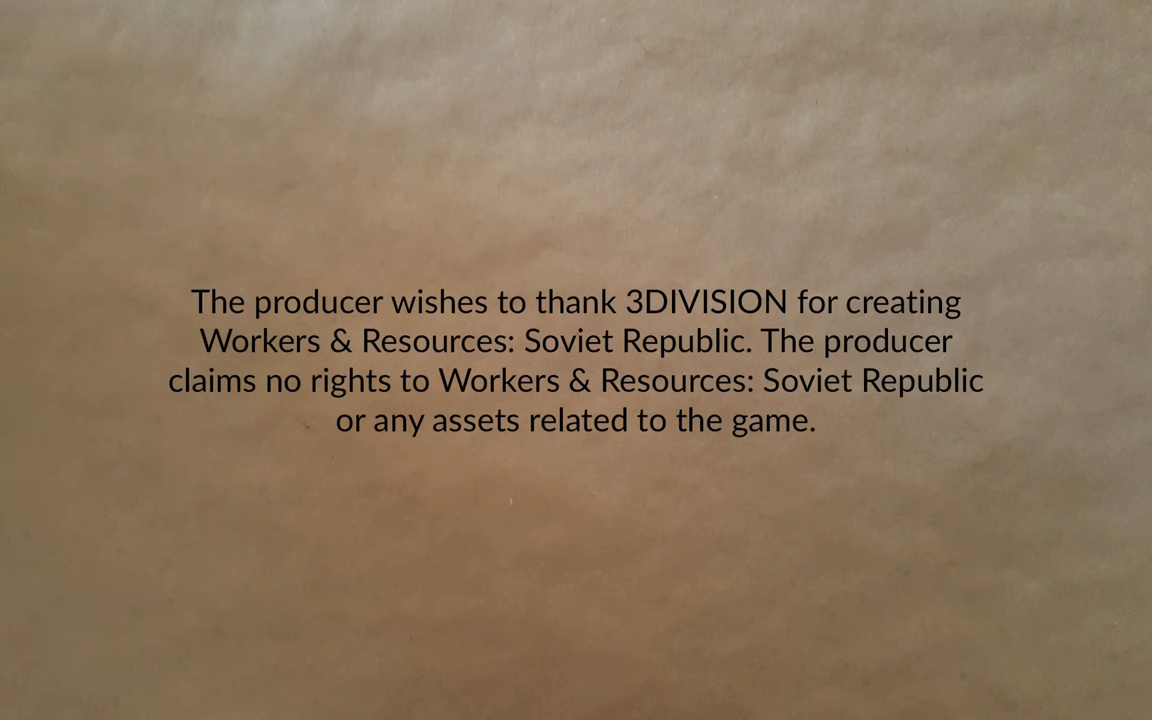 The producer wishes to thank 3DIVISION for creating
Workers & Resources: Soviet Republic. The producer
claims no rights to Workers & Resources: Soviet Republic
or any assets related to the game.